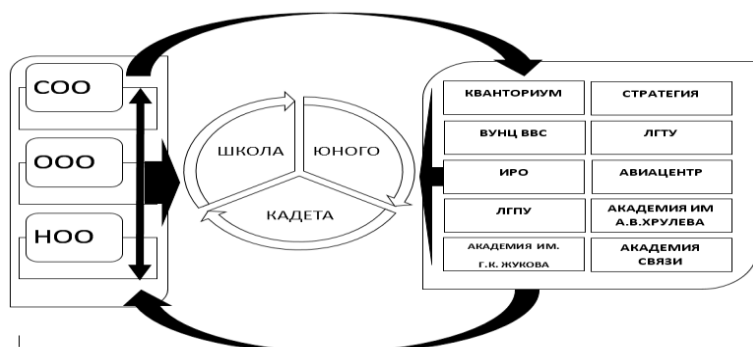 СОО
ООО
НОО
ШКОЛА
ЮНОГО
КАДЕТА
КВАНТОРИУМ
СТРАТЕГИЯ
ВУНЦ ВВС
ЛГТУ
ИРО
АВИАЦЕНТР
ЛГПУ
АКАДЕМИЯ ИМ
А.В.ХРУЛЕВА
АКАДЕМИЯ ИМ.
Г.К. ЖУКОВА
АКАДЕМИЯ
СВЯЗИ